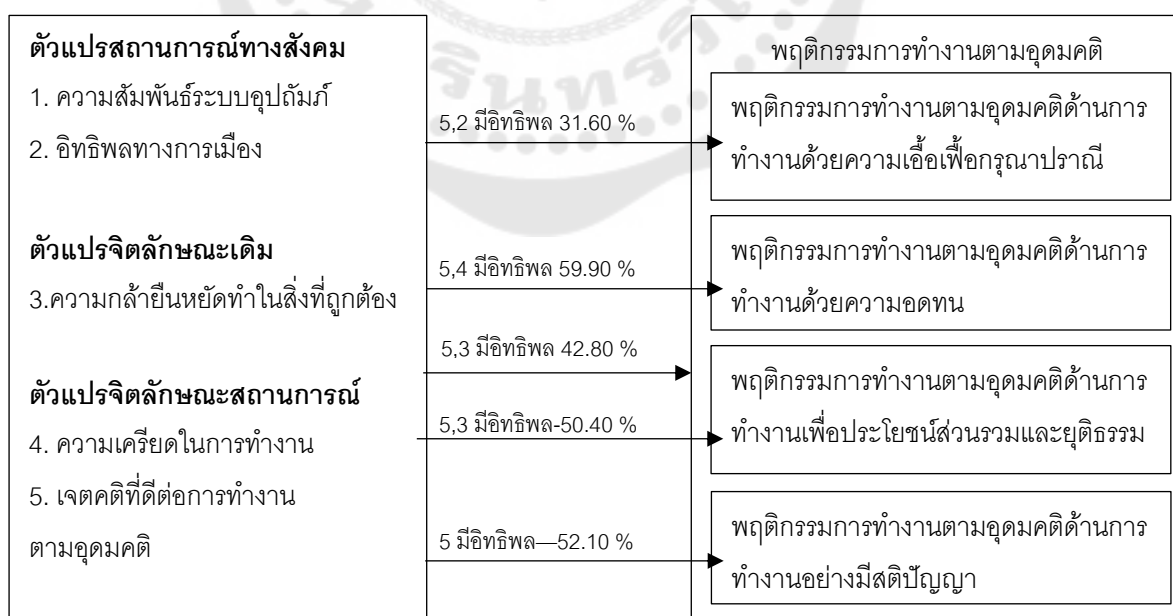 ตัวแปรสถานการณ์ทางสังคม
1. ความสัมพันธ์ระบบอุปถัมภ์
2. อิทธิพลทางการเมือง
ตัวแปรจิตลักษณะเดิม
3.ความกล้ายืนหยัดทำในสิ่งที่ถูกต้อง
ตัวแปรจิตลักษณะสถานการณ์
4. ความเครียดในการทำงาน
5. เจตคติที่ดีต่อการทำงาน
ตามอุดมคติ
5,2 มีอิทธิพล 31.60 %
5,4 มีอิทธิพล 59.90 %
5,3 มีอิทธิพล 42.80 %
5,3 มีอิทธิพล-50.40 %
5 มีอิทธิพล—52.10 %
พฤติกรรมการทำงานตามอุดมคติ
พฤติกรรมการทำงานตามอุดมคติด้านการ
ทำงานด้วยความเอื้อเฟื้อกรุณาปราณี
พฤติกรรมการทำงานตามอุดมคติด้านการ
ทำงานด้วยความอดทน
พฤติกรรมการทำงานตามอุดมคติด้านการ
ทำงานเพื่อประโยชน์ส่วนรวมและยุติธรรม
พฤติกรรมการทำงานตามอุดมคติด้านการ
ทำงานอย่างมีสติปัญญา